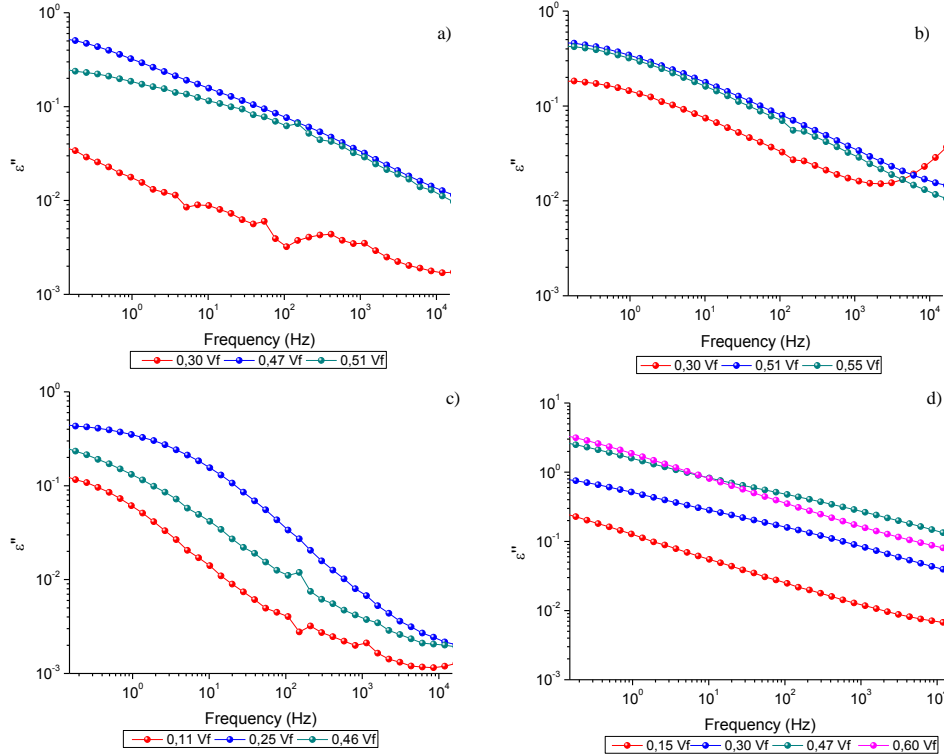 a)
10⁰
10⁻¹
10⁻²
10⁻³
ε''
10⁰ 10¹ 10² 10³ 10⁴
Frequency (Hz)
0,30 Vf 0,47 Vf 0,51 Vf
b)
10⁰
10⁻¹
10⁻²
10⁻³
ε''
10⁰ 10¹ 10² 10³ 10⁴
Frequency (Hz)
0,30 Vf 0,51 Vf 0,55 Vf
c)
10⁰
10⁻¹
10⁻²
10⁻³
ε''
10⁰ 10¹ 10² 10³ 10⁴
Frequency (Hz)
0,11 Vf 0,25 Vf 0,46 Vf
d)
10¹
10⁰
10⁻¹
10⁻²
10⁻³
ε''
10⁰ 10¹ 10² 10³ 10⁴
Frequency (Hz)
0,15 Vf 0,30 Vf 0,47 Vf 0,60 Vf